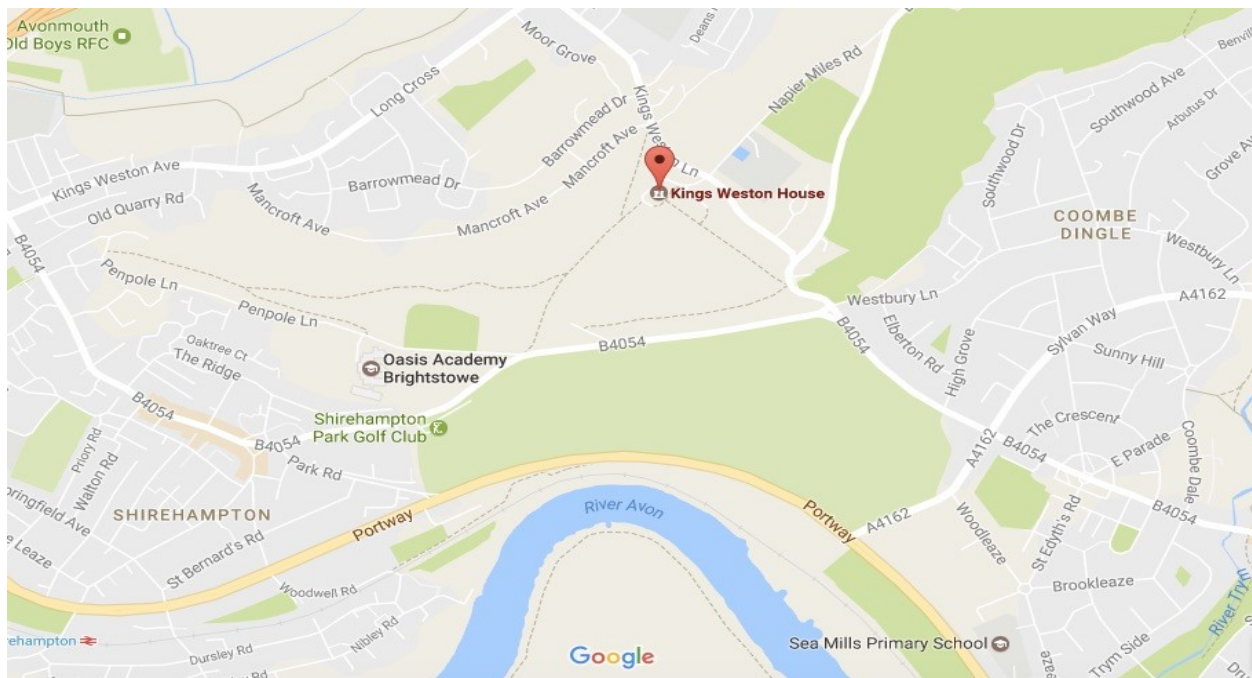 Avonmouth
Old Boys RFC
Moor Grove
Deans
Long Cross
Napier Miles Rd
Benvill
Southwood Ave
Arbutus Dr
Kings Weston Ln
Barrowmead Dr
Mancroft Ave
Grove Ave
Southwood Dr
Kings Weston Ave
Barrowmead Dr
Kings Weston House
Old Quarry Rd
Mancroft Ave
Mancroft Ave
COOMBE
DINGLE
B4054
Westbury Ln
Penpole Ln
Westbury Ln
A4162
Penpole Ln
Elberton Rd
Sylvan Way
B4054
B4054
Oaktree Ct
The Ridge
Oasis Academy
Brightstowe
High Grove
Sunny Hill
B4054
Shirehampton
Park Golf Club
The Crescent
B4054
Priory Rd
Park Rd
A4162
B4054
E Parade
Coombe Dale
Walton Rd
River Avon
SHIREHAMPTON
Portway
Portway
A4162
B4054
Springfield Ave
Woodleaze
St Edyth's Rd
St Bernard's Rd
Leaze
Woodwell Rd
Brookleaze
River Trym
rehampton
Nibley Rd
Dursley Rd
Google
Sea Mills Primary School
Trym Side
eaze